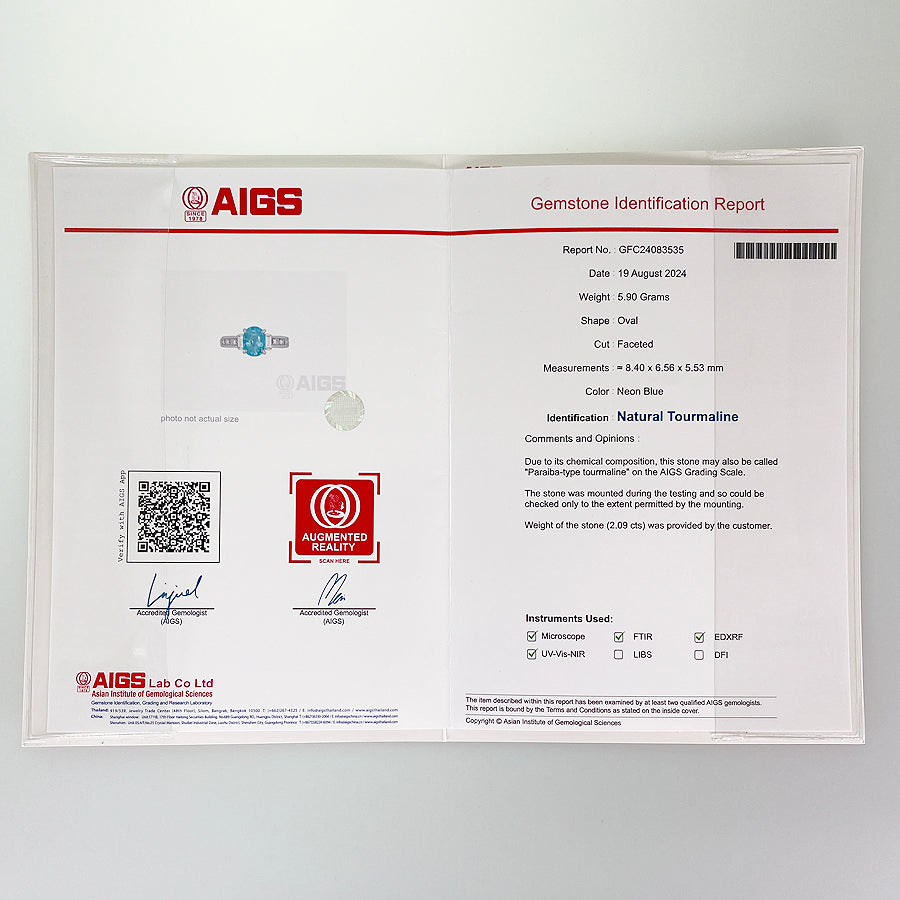 AIGS
SINCE
1978
AIGS
photo not actual size
Verify with AIGS App
AUGMENTED
REALITY
SCAN HERE
Accredited Gemologist
(AIGS)
Accredited Gemologist
(AIGS)
AIGS Lab Co Ltd
Asian Institute of Gemological Sciences
Gemstone Identification, Grading and Research Laboratory
Gemstone Identification Report
Report No. : GFC24083535
Date : 19 August 2024
Weight : 5.90 Grams
Shape : Oval
Cut : Faceted
Measurements : ≈ 8.40 x 6.56 x 5.53 mm
Color : Neon Blue
Identification : Natural Tourmaline
Comments and Opinions :
Due to its chemical composition, this stone may also be called
"Paraiba-type tourmaline" on the AIGS Grading Scale.
The stone was mounted during the testing and so could be
checked only to the extent permitted by the mounting.
Weight of the stone (2.09 cts) was provided by the customer.
Instruments Used:
Microscope FTIR EDXRF
UV-Vis-NIR LIBS DFI
The item described within this report has been examined by at least two qualified AIGS gemologists.
This report is bound by the Terms and Conditions as stated on the inside cover.
Copyright © Asian Institute of Gemological Sciences